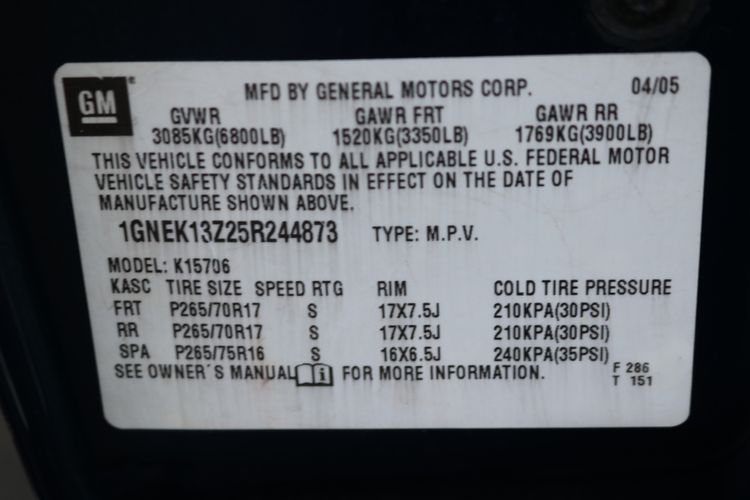 GM
MFD BY GENERAL MOTORS CORP. 04/05
GVWR GAWR FRT GAWR RR
3085KG(6800LB) 1520KG(3350LB) 1769KG(3900LB)
THIS VEHICLE CONFORMS TO ALL APPLICABLE U.S. FEDERAL MOTOR
VEHICLE SAFETY STANDARDS IN EFFECT ON THE DATE OF
MANUFACTURE SHOWN ABOVE.
1GNEK13Z25R244873 TYPE: M.P.V.
MODEL: K15706
KASC TIRE SIZE SPEED RTG RIM COLD TIRE PRESSURE
FRT P265/70R17 S 17X7.5J 210KPA(30PSI)
RR P265/70R17 S 17X7.5J 210KPA(30PSI)
SPA P265/75R16 S 16X6.5J 240KPA(35PSI)
SEE OWNER'S MANUAL i FOR MORE INFORMATION. F 286
T 151